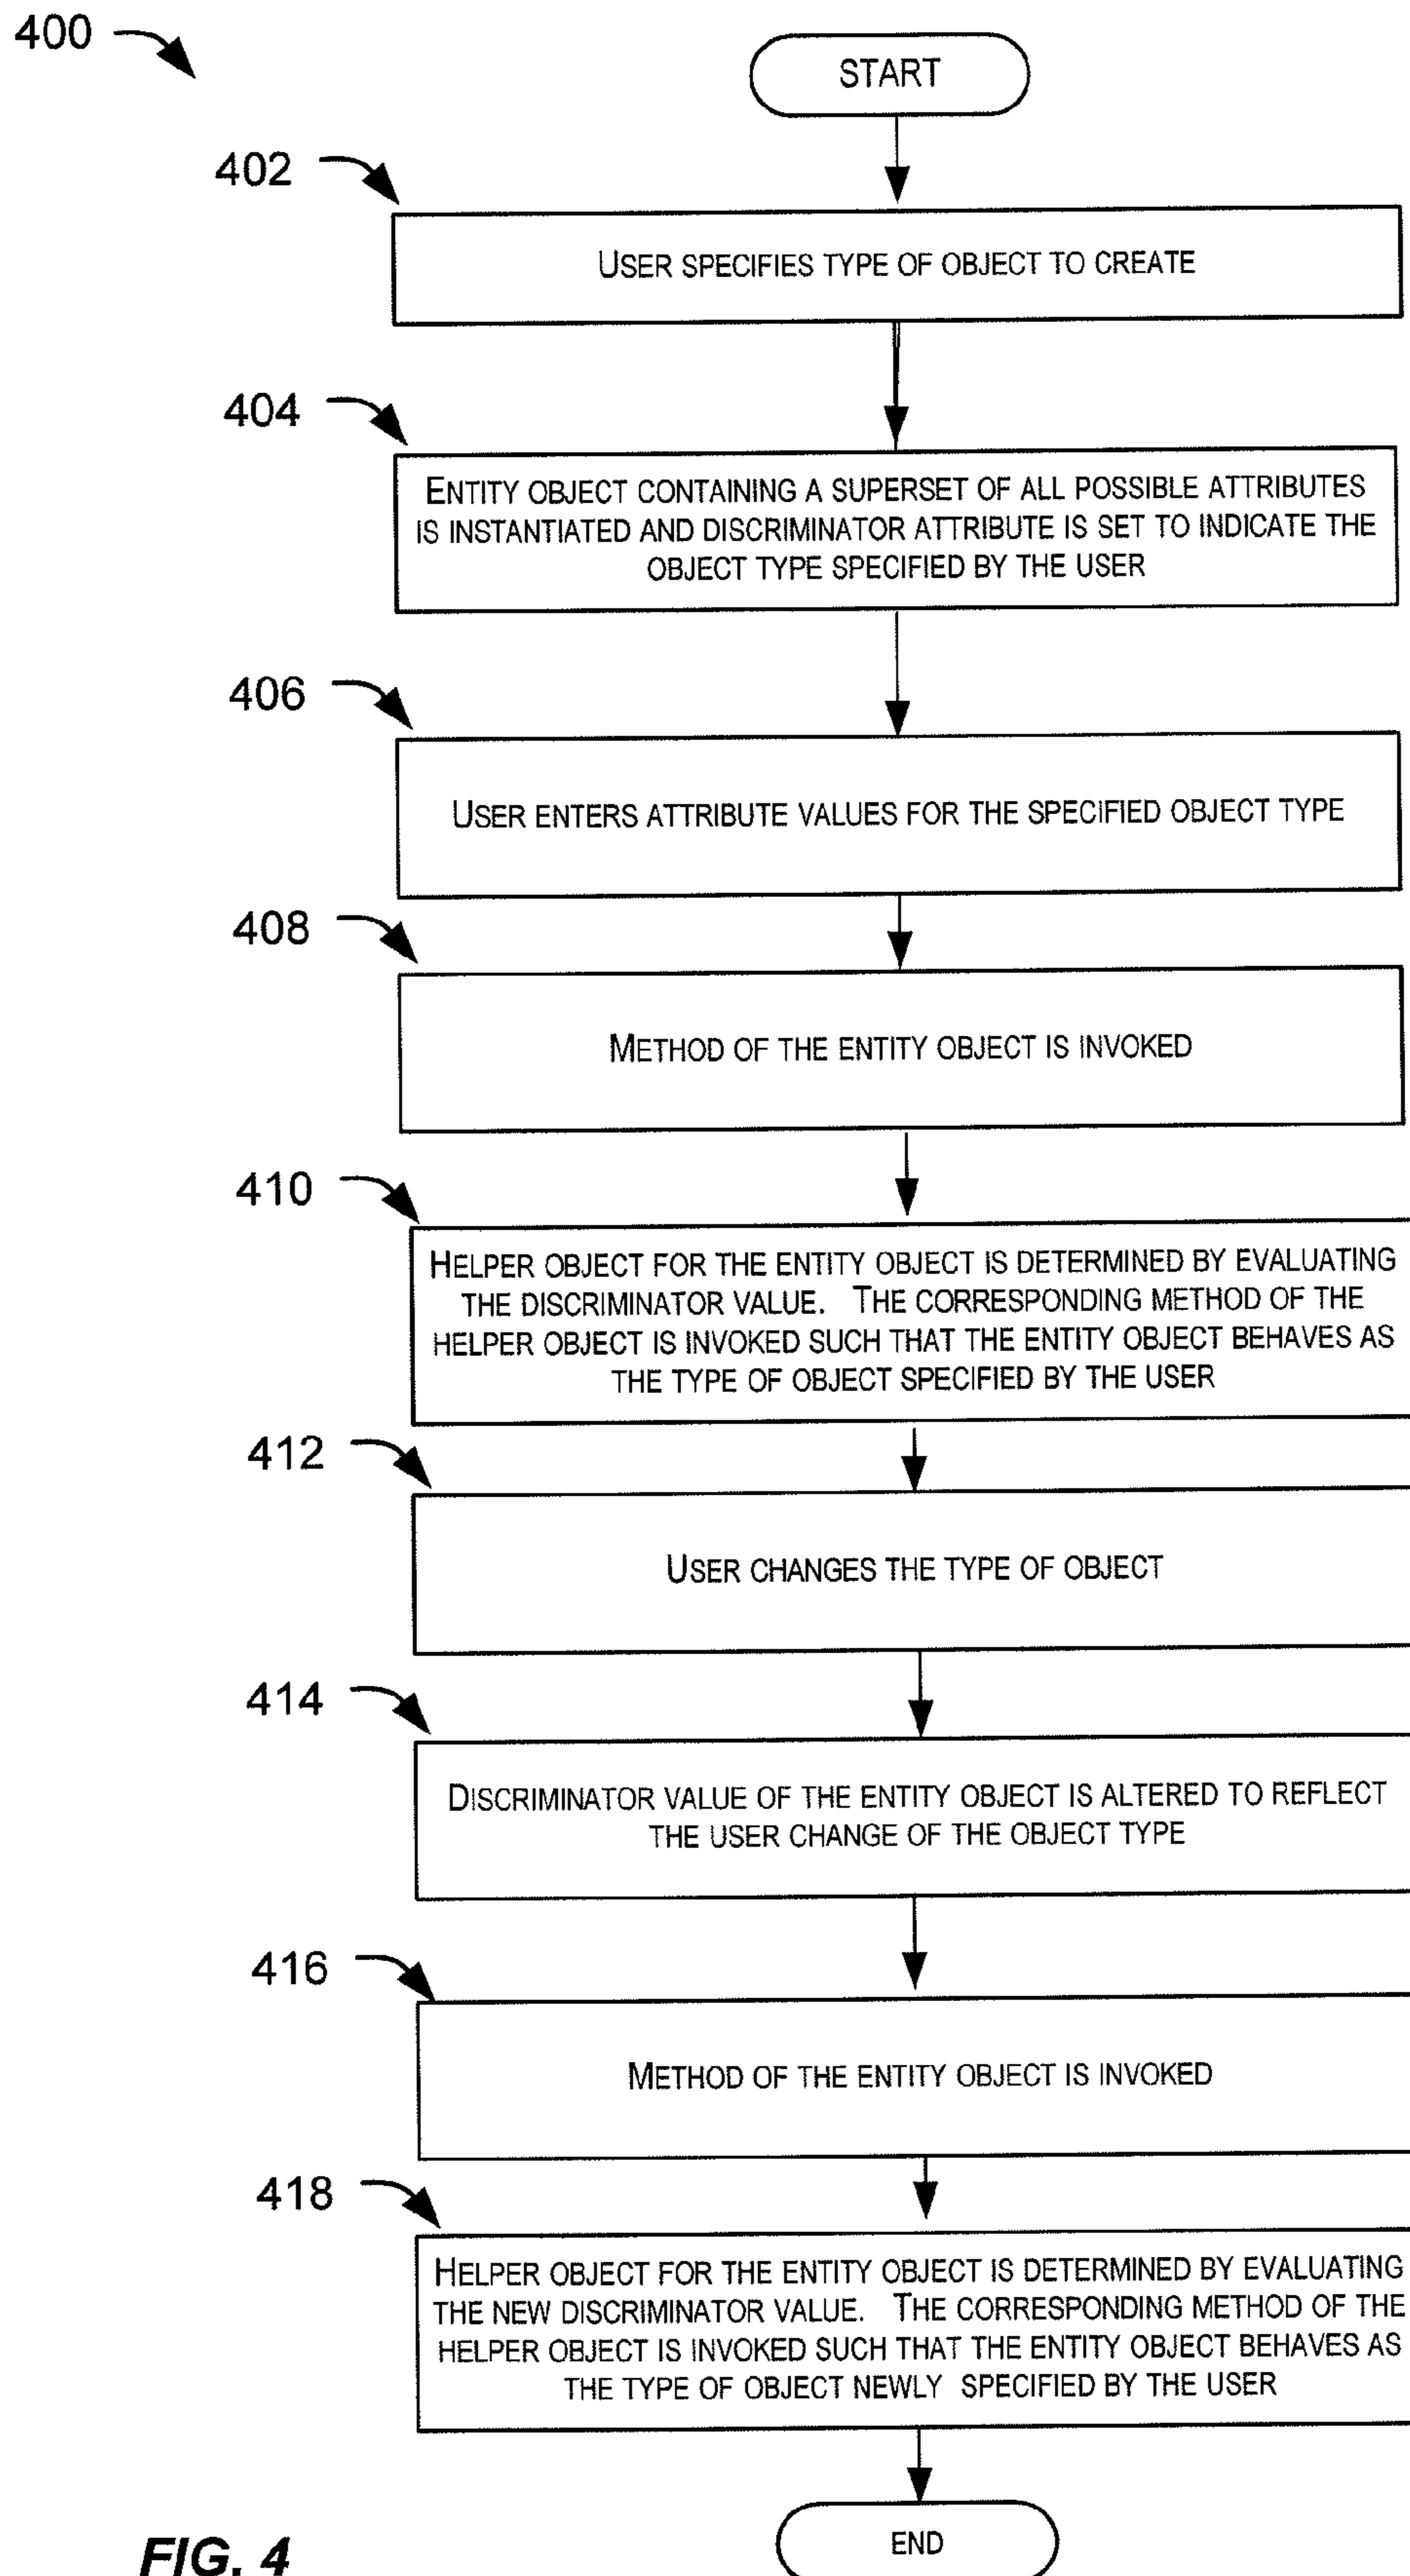 400
START
402
USER SPECIFIES TYPE OF OBJECT TO CREATE
404
ENTITY OBJECT CONTAINING A SUPERSET OF ALL POSSIBLE ATTRIBUTES
IS INSTANTIATED AND DISCRIMINATOR ATTRIBUTE IS SET TO INDICATE THE
OBJECT TYPE SPECIFIED BY THE USER
406
USER ENTERS ATTRIBUTE VALUES FOR THE SPECIFIED OBJECT TYPE
408
METHOD OF THE ENTITY OBJECT IS INVOKED
410
HELPER OBJECT FOR THE ENTITY OBJECT IS DETERMINED BY EVALUATING
THE DISCRIMINATOR VALUE. THE CORRESPONDING METHOD OF THE
HELPER OBJECT IS INVOKED SUCH THAT THE ENTITY OBJECT BEHAVES AS
THE TYPE OF OBJECT SPECIFIED BY THE USER
412
USER CHANGES THE TYPE OF OBJECT
414
DISCRIMINATOR VALUE OF THE ENTITY OBJECT IS ALTERED TO REFLECT
THE USER CHANGE OF THE OBJECT TYPE
416
METHOD OF THE ENTITY OBJECT IS INVOKED
418
HELPER OBJECT FOR THE ENTITY OBJECT IS DETERMINED BY EVALUATING
THE NEW DISCRIMINATOR VALUE. THE CORRESPONDING METHOD OF THE
HELPER OBJECT IS INVOKED SUCH THAT THE ENTITY OBJECT BEHAVES AS
THE TYPE OF OBJECT NEWLY SPECIFIED BY THE USER
END
FIG. 4